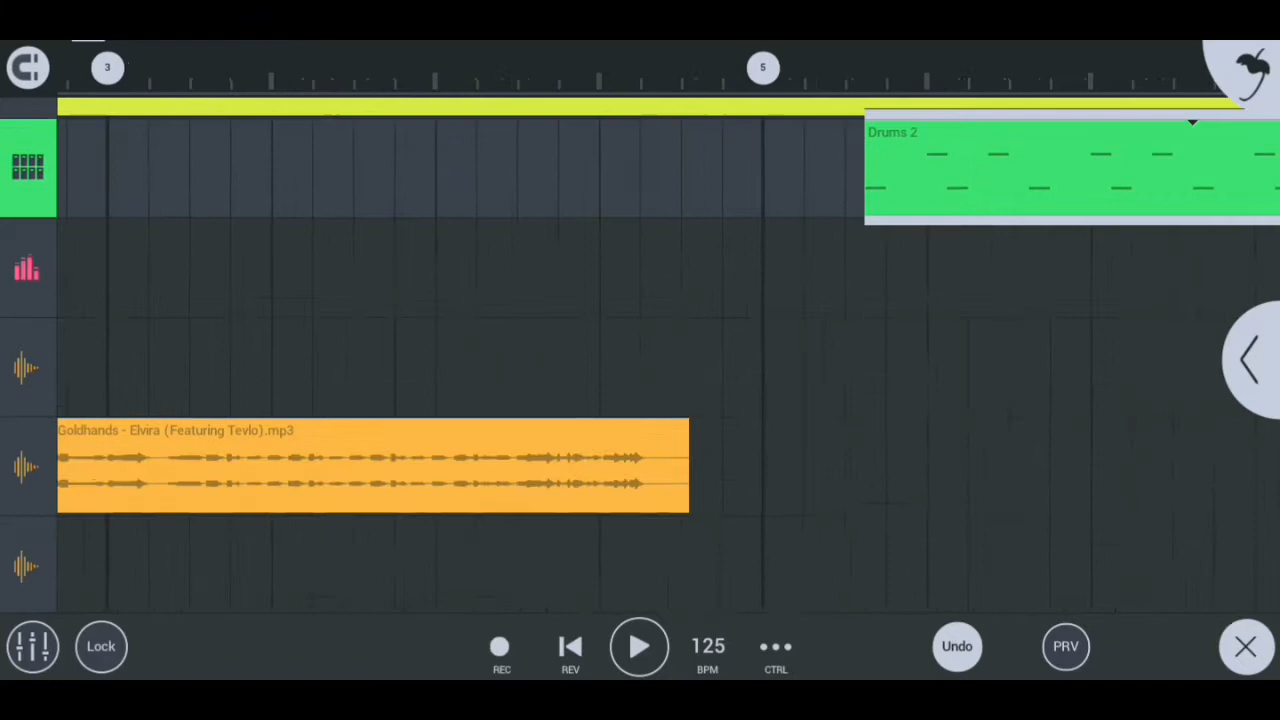 3
5
Drums 2
Goldhands - Elvira (Featuring Tevlo).mp3
Lock
REC
REV
125
BPM
CTRL
Undo
PRV